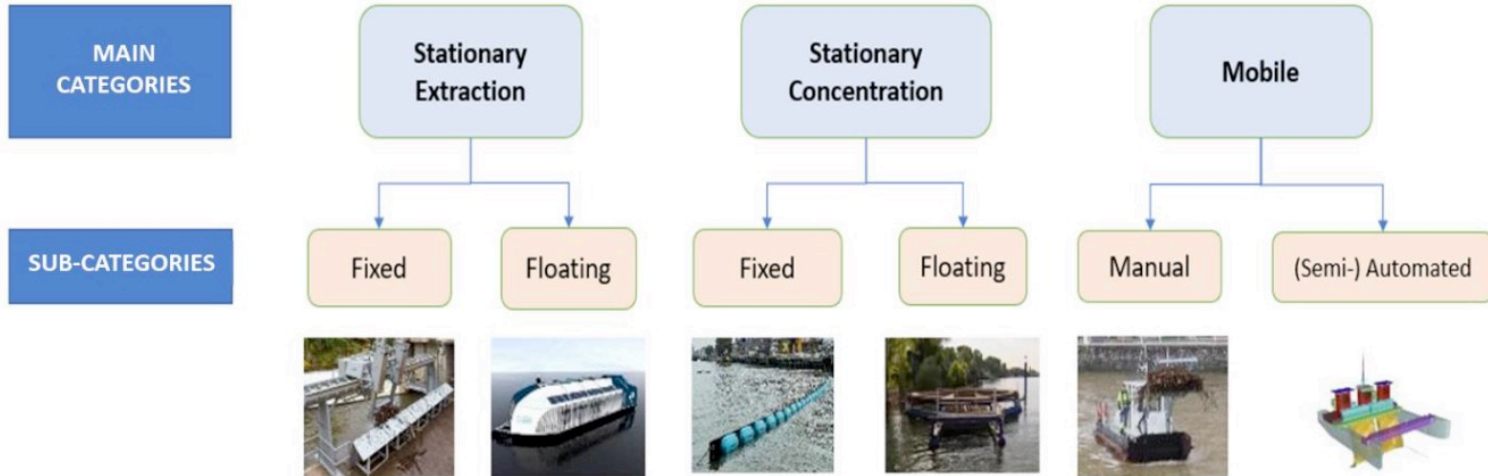 MAIN
CATEGORIES
Stationary
Extraction
Stationary
Concentration
Mobile
SUB-CATEGORIES
Fixed
Floating
Fixed
Floating
Manual
(Semi-) Automated